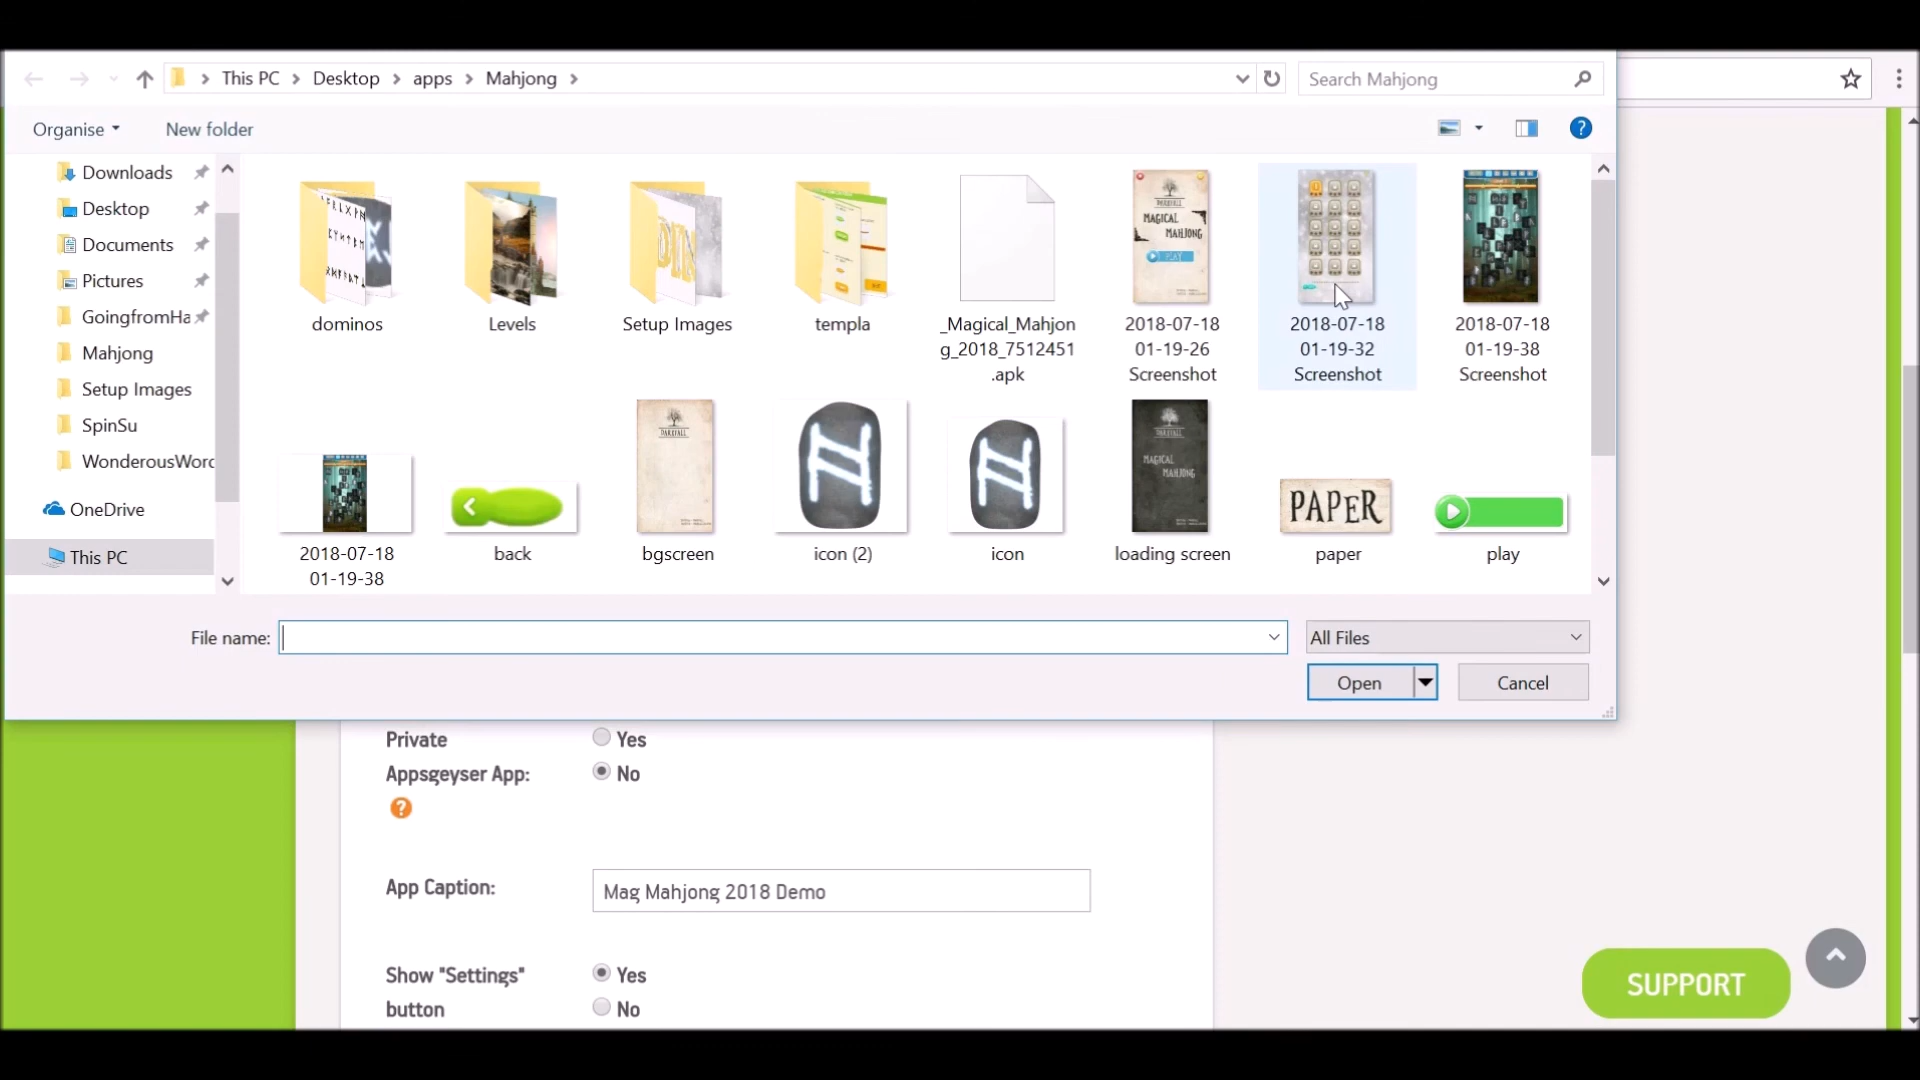 This PC > Desktop > apps > Mahjong >
Search Mahjong
Organise
New folder
?
Downloads
Desktop
Documents
Pictures
GoingfromHa
Mahjong
Setup Images
SpinSu
WonderousWord
OneDrive
This PC
dominos
Levels
Setup Images
templa
_Magical_Mahjon
g_2018_7512451
.apk
MAGICAL
MAHJONG
PLAY
2018-07-18
01-19-26
Screenshot
2018-07-18
01-19-32
Screenshot
2018-07-18
01-19-38
Screenshot
2018-07-18
01-19-38
back
bgscreen
icon (2)
icon
MAGICAL
MAHJONG
loading screen
PAPER
paper
play
File name:
All Files
Open
Cancel
Private
Appsgeyser App:
?
Yes
No
App Caption:
Mag Mahjong 2018 Demo
Show "Settings"
button
Yes
No
SUPPORT